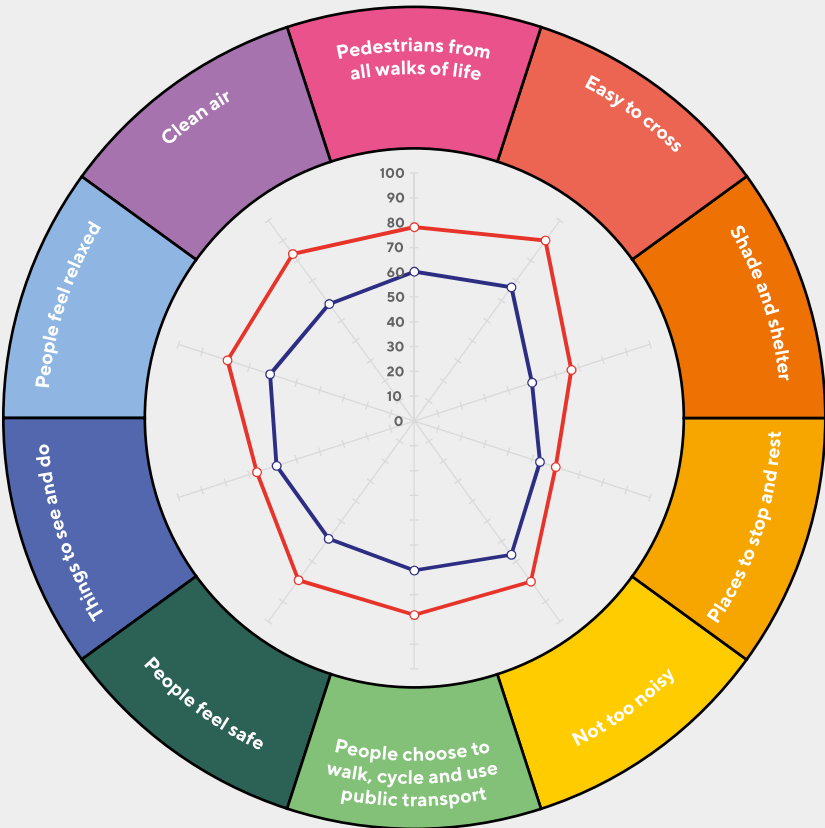 Pedestrians from
all walks of life
Easy to cross
Shade and shelter
Places to stop and rest
Not too noisy
People choose to
walk, cycle and use
public transport
People feel safe
Things to see and do
People feel relaxed
Clean air
100
90
80
70
60
50
40
30
20
10
0